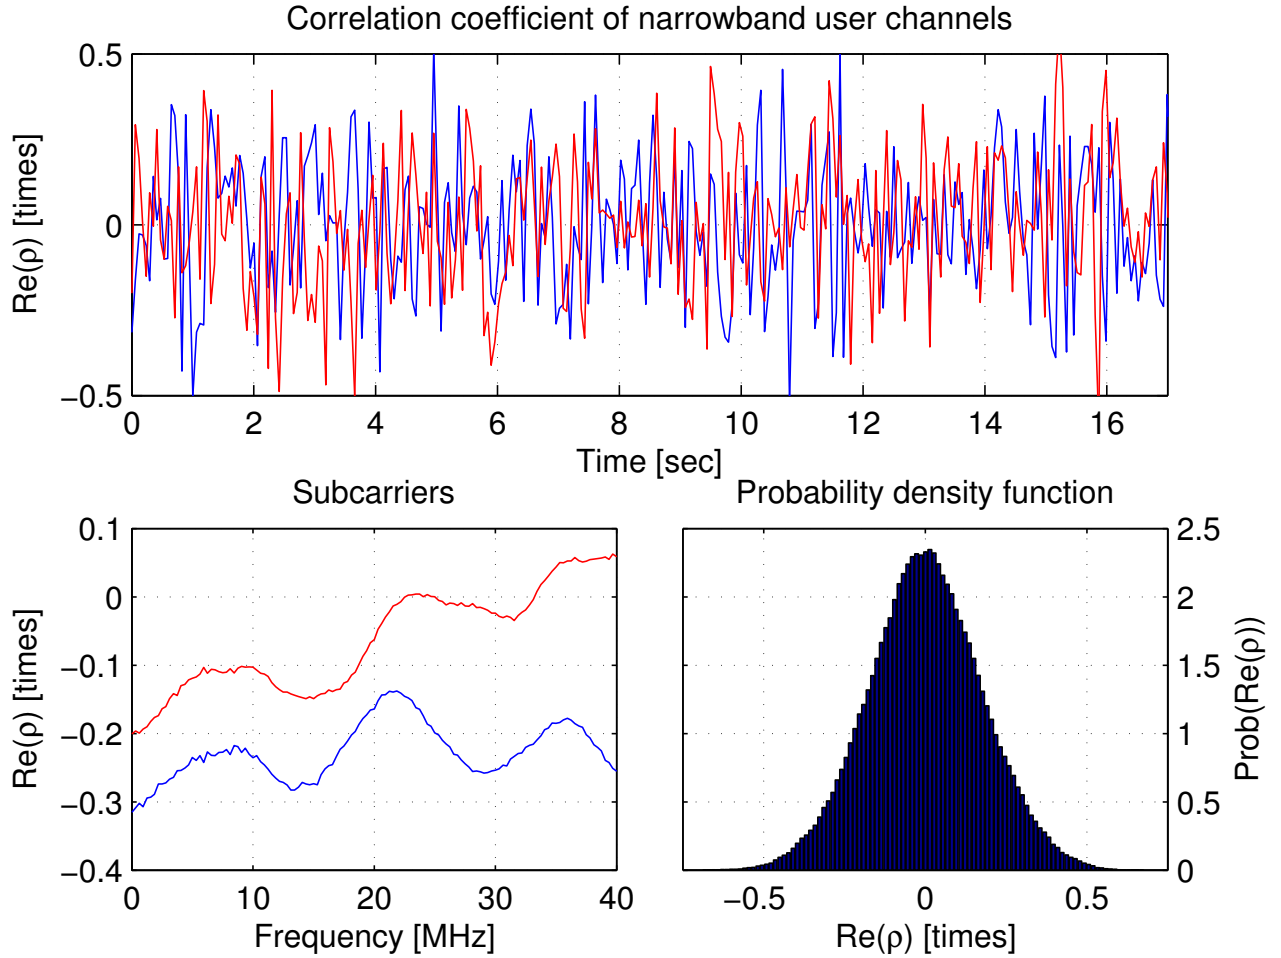 Correlation coefficient of narrowband user channels
0.5
0
−0.5
Re(ρ) [times]
0 2 4 6 8 10 12 14 16
Time [sec]
Subcarriers
0.1
0
−0.1
−0.2
−0.3
−0.4
Re(ρ) [times]
0 10 20 30 40
Frequency [MHz]
Probability density function
2.5
2
1.5
1
0.5
0
Prob(Re(ρ))
−0.5 0 0.5
Re(ρ) [times]